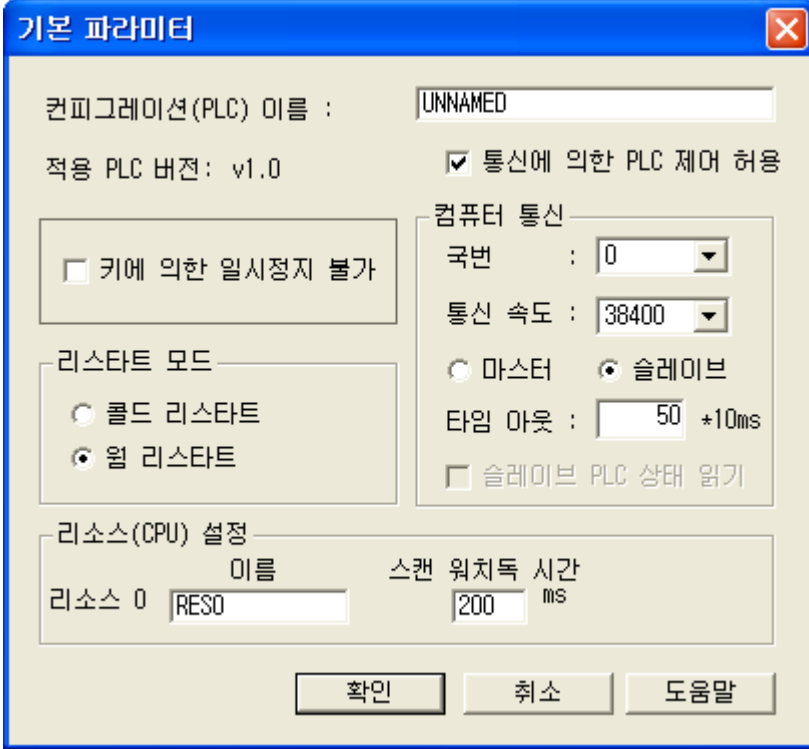 기본 파라미터
컨피그레이션(PLC) 이름 : UNNAMED
적용 PLC 버전: v1.0
통신에 의한 PLC 제어 허용
키에 의한 일시정지 불가
리스타트 모드
콜드 리스타트
웜 리스타트
컴퓨터 통신
국번 : 0
통신 속도 : 38400
마스터 슬레이브
타임 아웃 : 50 *10ms
슬레이브 PLC 상태 읽기
리소스(CPU) 설정
이름 스캔 워치독 시간
리소스 0 RES0 200 ms
확인 취소 도움말